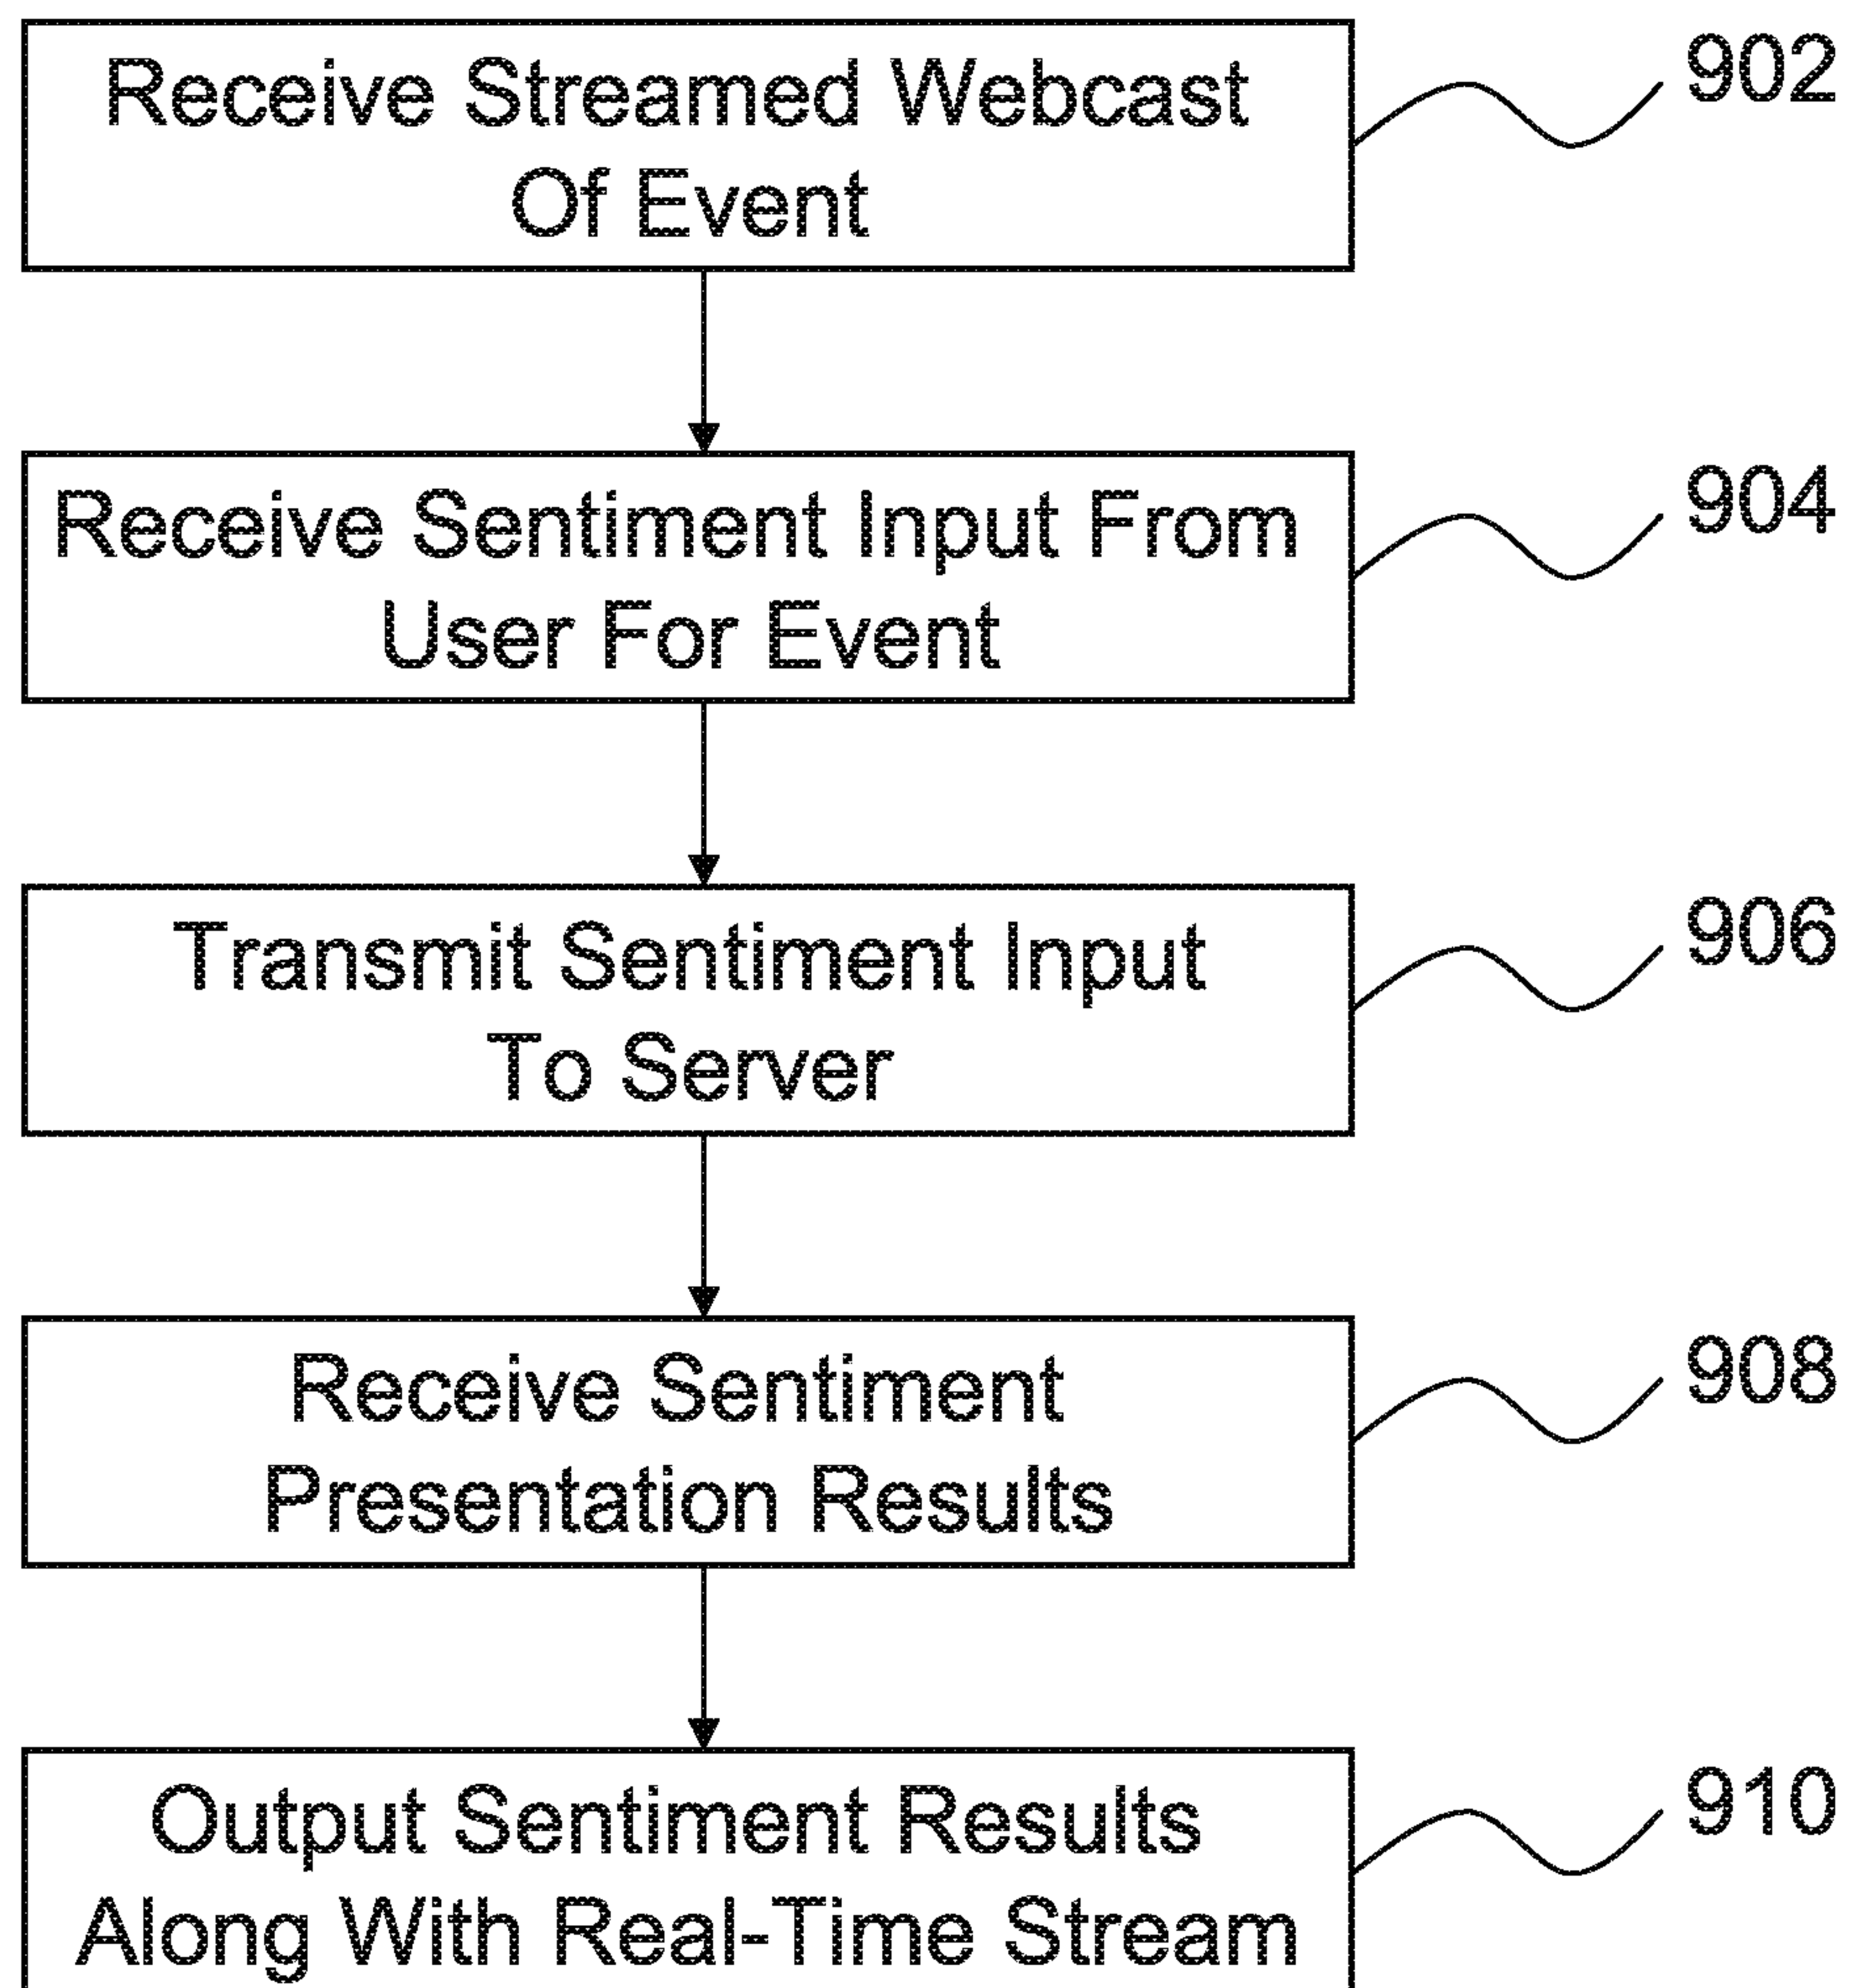 Receive Streamed Webcast
Of Event
902
Receive Sentiment Input From
User For Event
904
Transmit Sentiment Input
To Server
906
Receive Sentiment
Presentation Results
908
Output Sentiment Results
Along With Real-Time Stream
910